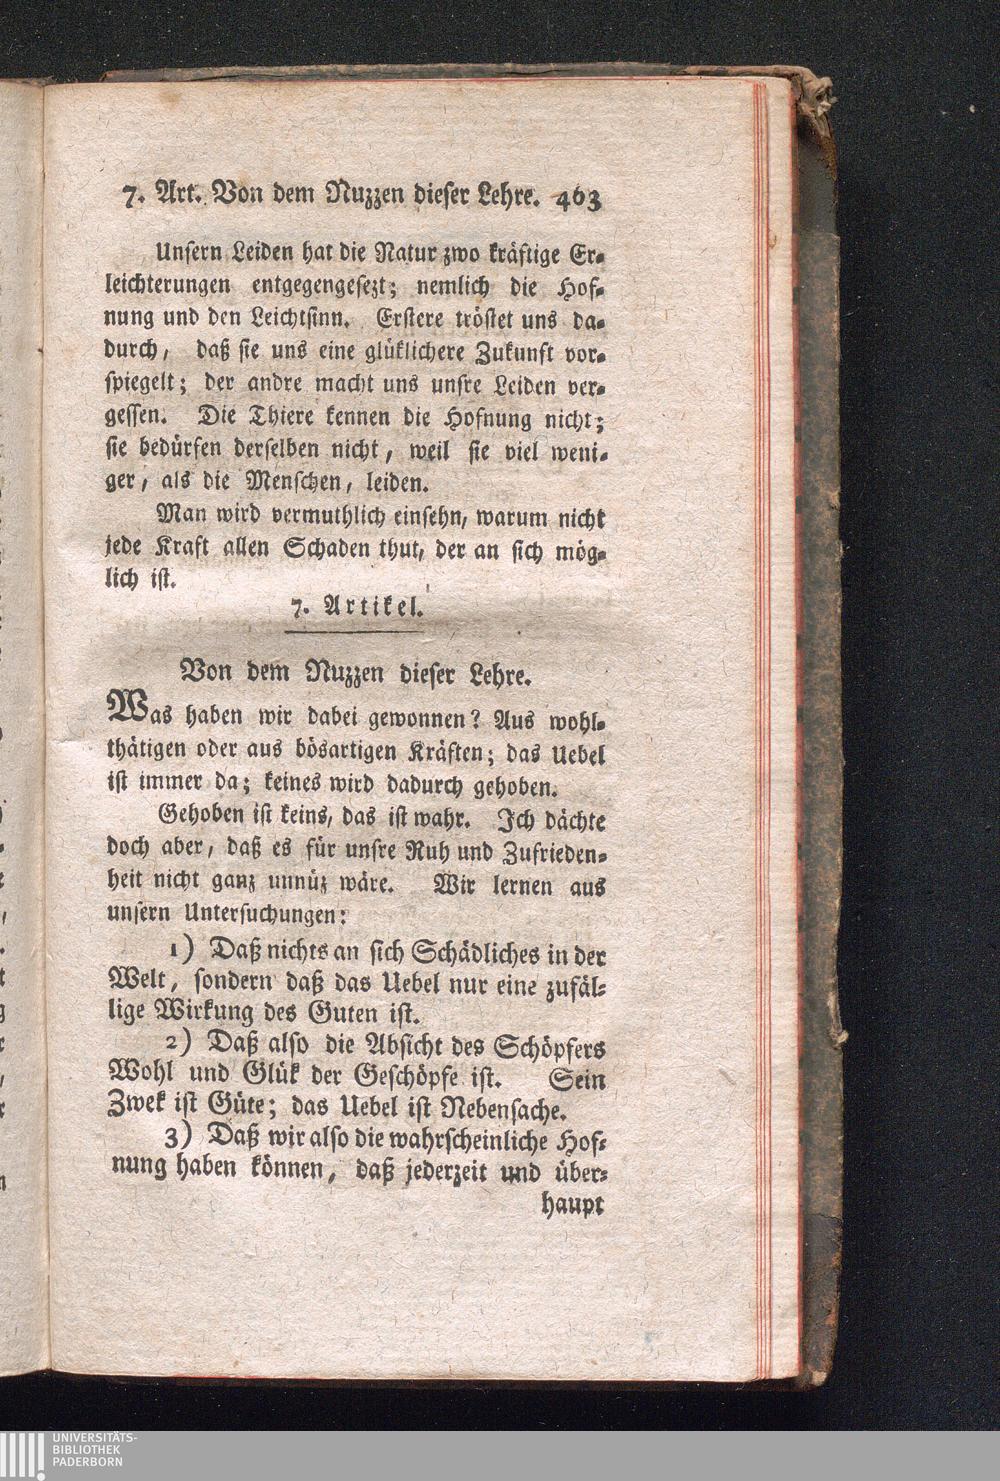 7. Art. Von dem Nuzzen dieser Lehre. 463
Unsern Leiden hat die Natur zwo kräftige Er-
leichterungen entgegengesezt; nemlich die Hof-
nung und den Leichtsinn. Erstere tröstet uns da-
durch, daß sie uns eine glüklichere Zukunft vor-
spiegelt; der andre macht uns unsre Leiden ver-
gessen. Die Thiere kennen die Hofnung nicht;
sie bedürfen derselben nicht, weil sie viel weni-
ger, als die Menschen, leiden.
Man wird vermuthlich einsehn, warum nicht
jede Kraft allen Schaden thut, der an sich mög-
lich ist.
7. Artikel.
Von dem Nuzzen dieser Lehre.
Was haben wir dabei gewonnen? Aus wohl-
thätigen oder aus bösartigen Kräften; das Uebel
ist immer da; keines wird dadurch gehoben.
Gehoben ist keins, das ist wahr. Ich dächte
doch aber, daß es für unsre Ruh und Zufrieden-
heit nicht ganz unnüz wäre. Wir lernen aus
unsern Untersuchungen:
1) Daß nichts an sich Schädliches in der
Welt, sondern daß das Uebel nur eine zufäl-
lige Wirkung des Guten ist.
2) Daß also die Absicht des Schöpfers
Wohl und Glük der Geschöpfe ist. Sein
Zwek ist Güte; das Uebel ist Nebensache.
3) Daß wir also die wahrscheinliche Hof-
nung haben können, daß jederzeit und über-
haupt
UNIVERSITÄTS-
BIBLIOTHEK
PADERBORN